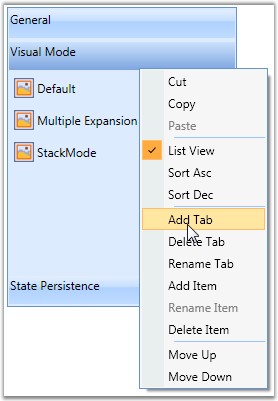 General
Visual Mode
Default
Multiple Expansion
StackMode
State Persistence
Cut
Copy
Paste
List View
Sort Asc
Sort Dec
Add Tab
Delete Tab
Rename Tab
Add Item
Rename Item
Delete Item
Move Up
Move Down